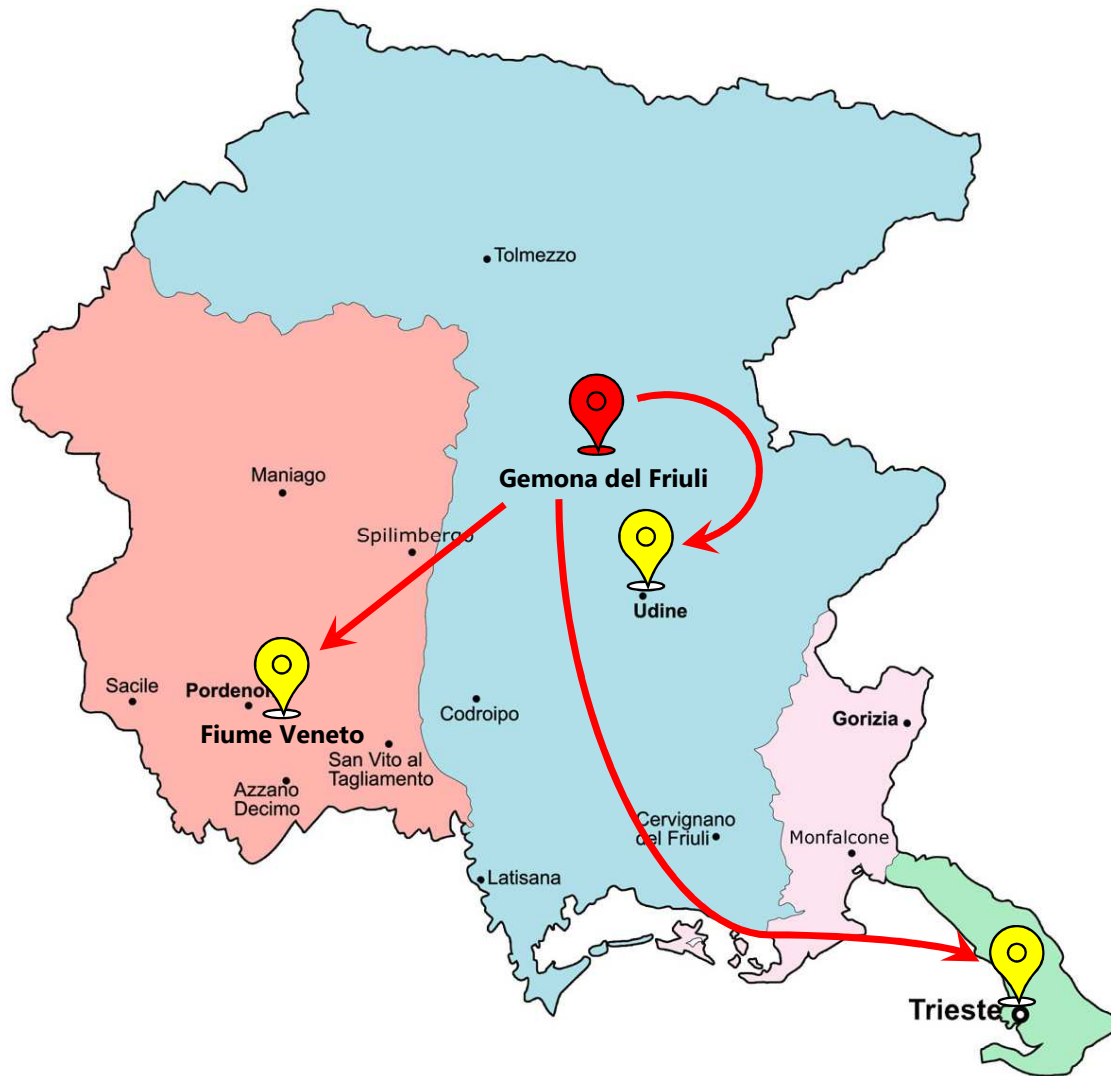 Tolmezzo
Gemona del Friuli
Maniago
Spilimbergo
Udine
Sacile
Codroipo
Gorizia
Fiume Veneto
San Vito al
Tagliamento
Azzano
Decimo
Cervignano
del Friuli
Monfalcone
Latisana
Trieste